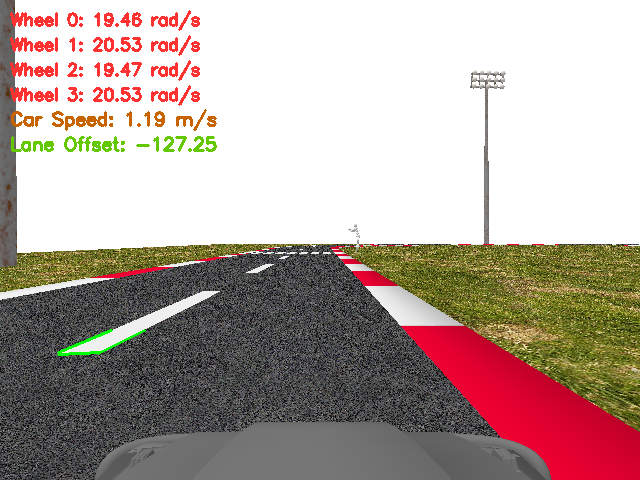 Wheel 0: 19.46 rad/s
Wheel 1: 20.53 rad/s
Wheel 2: 19.47 rad/s
Wheel 3: 20.53 rad/s
Car Speed: 1.19 m/s
Lane Offset: -127.25